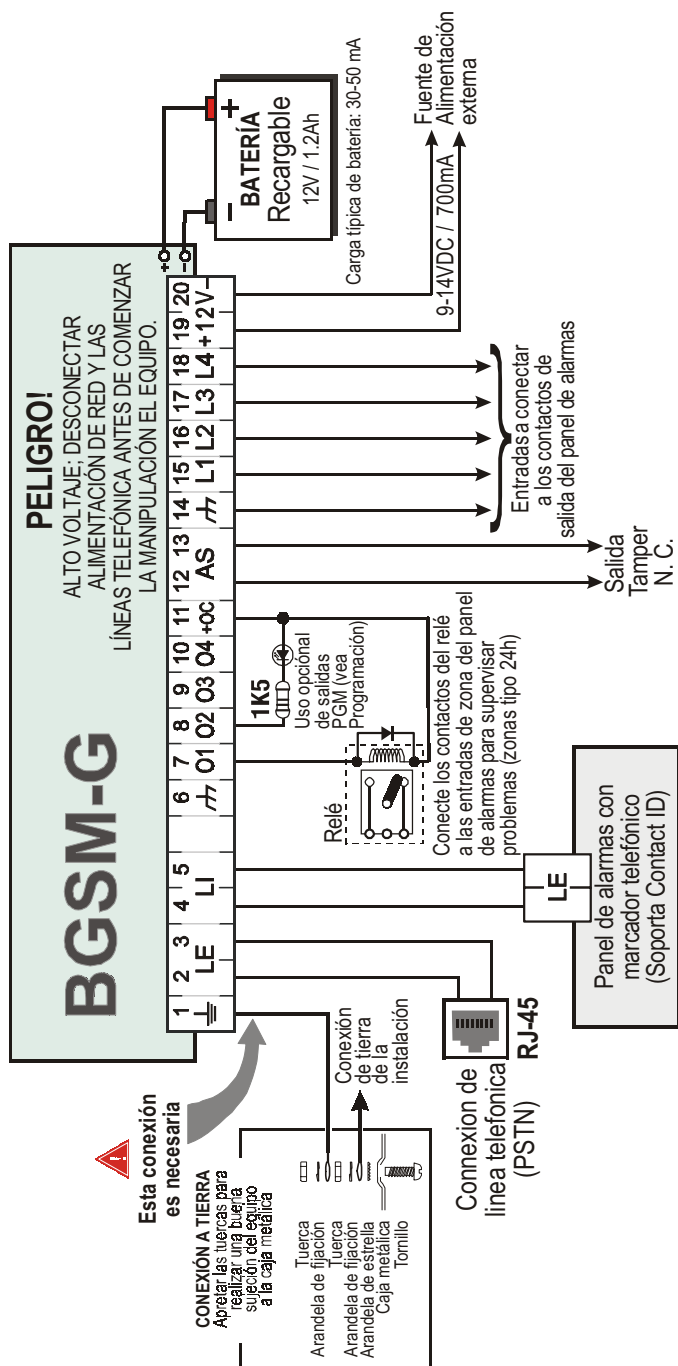 BGSM-G
PELIGRO!
ALTO VOLTAJE; DESCONECTAR
ALIMENTACIÓN DE RED Y LAS
LÍNEAS TELEFÓNICA ANTES DE COMENZAR
LA MANIPULACIÓN EL EQUIPO.
1 2 3 4 5 6 7 8 9 10 11 12 13 14 15 16 17 18 19 20
LE LI O1 O2 O3 O4 +OC AS L1 L2 L3 L4 +12V–
+
–
+
–
BATERÍA
Recargable
12V / 1.2Ah
Carga típica de batería: 30-50 mA
Esta conexión
es necesaria
CONEXIÓN A TIERRA
Apretar las tuercas para
realizar una buena
sujeción del equipo
a la caja metálica
Tuerca
Arandela de fijación
Tuerca
Arandela de fijación
Arandela de estrella
Caja metálica
Tornillo
Conexión
de tierra
de la
instalación
RJ-45
Connexion de
linea telefonica
(PSTN)
LE
Panel de alarmas con
marcador telefónico
(Soporta Contact ID)
Relé
1K5
Uso opciónal
de salidas
PGM (vea
Programación)
Conecte los contactos del relé
a las entradas de zona del panel
de alarmas para supervisar
problemas (zonas tipo 24h)
Salida
Tamper
N. C.
Entradas a conectar
a los contactos de
salida del panel de alarmas
9-14VDC / 700mA
Fuente de
Alimentación
externa